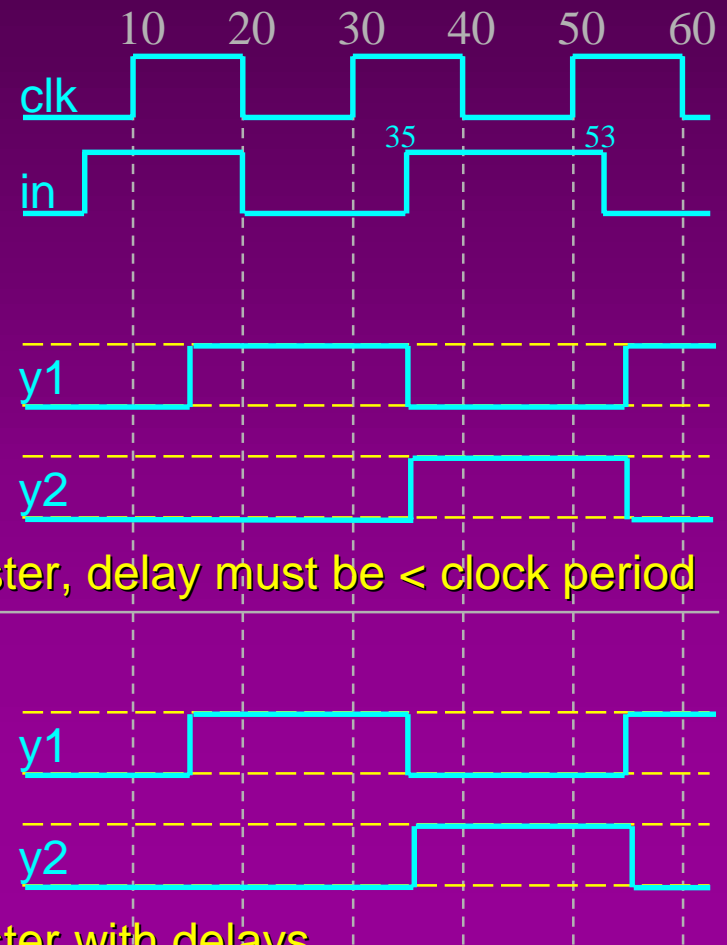 10 20 30 40 50 60
clk
35 53
in
y1
y2
ster, delay must be < clock period
y1
y2
ster with delays